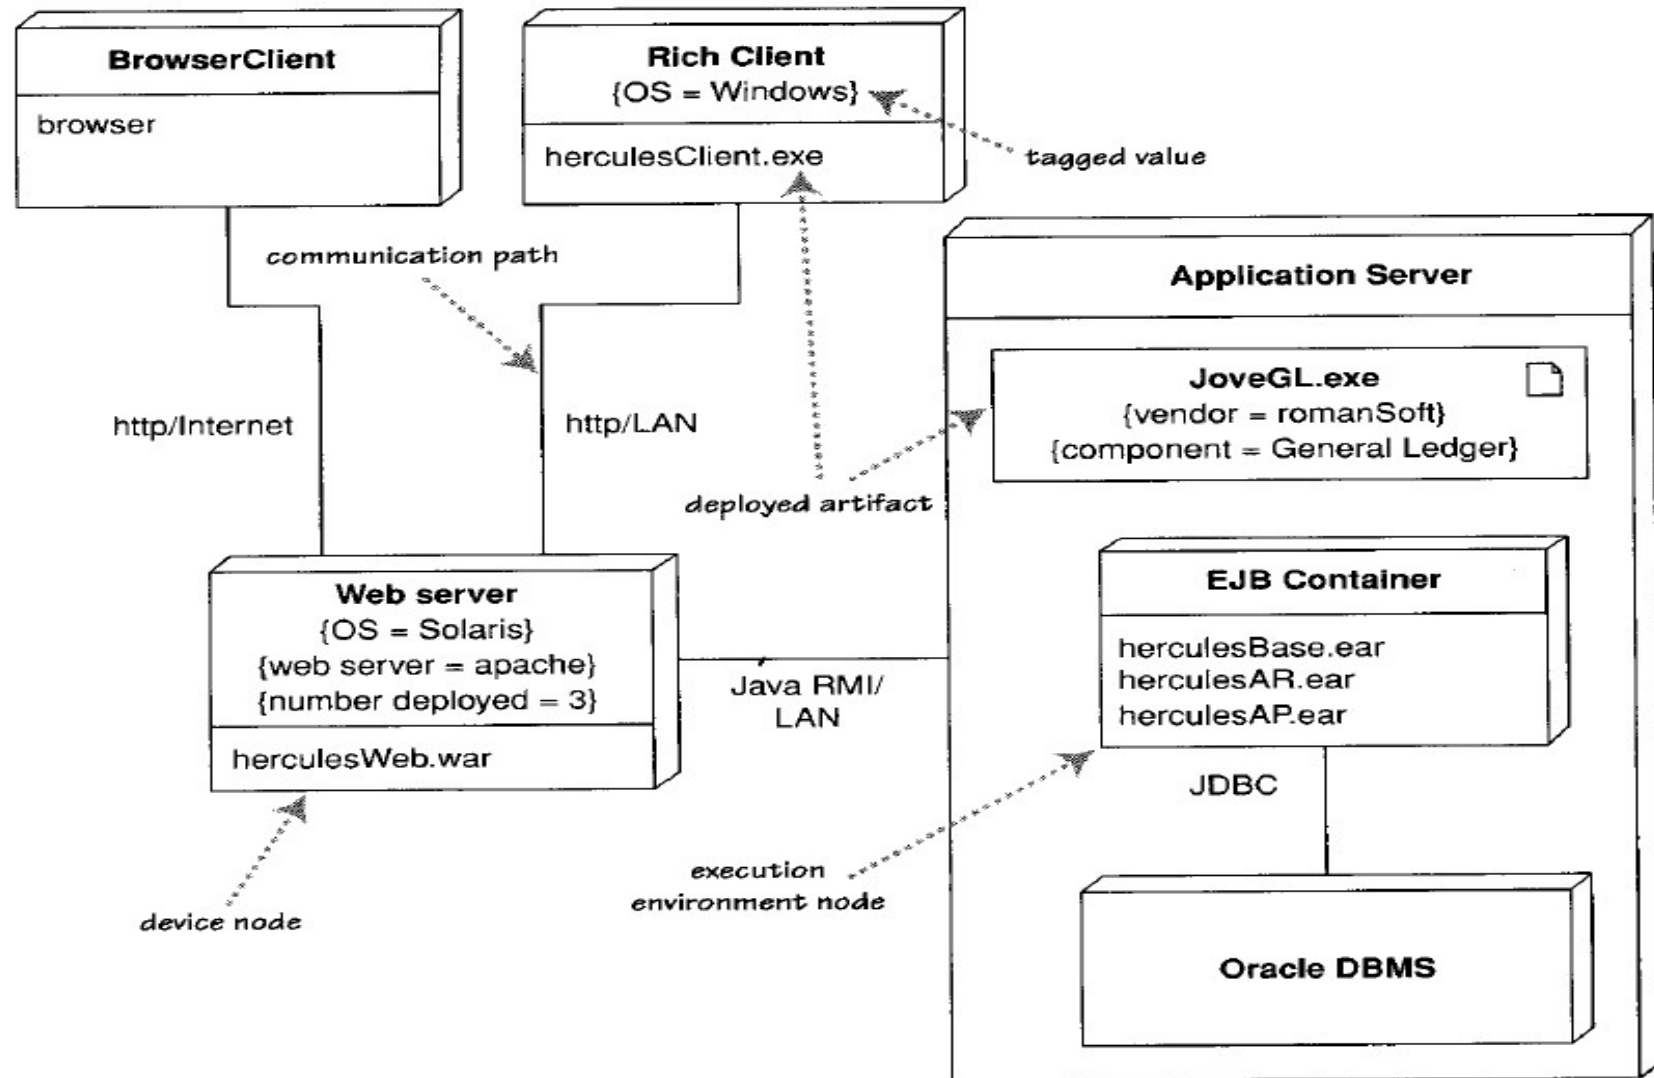 BrowserClient
browser
Rich Client
{OS = Windows}
herculesClient.exe
tagged value
communication path
http/Internet
http/LAN
deployed artifact
Application Server
JoveGL.exe
{vendor = romanSoft}
{component = General Ledger}
EJB Container
herculesBase.ear
herculesAR.ear
herculesAP.ear
Web server
{OS = Solaris}
{web server = apache}
{number deployed = 3}
herculesWeb.war
Java RMI/
LAN
JDBC
execution
environment node
device node
Oracle DBMS